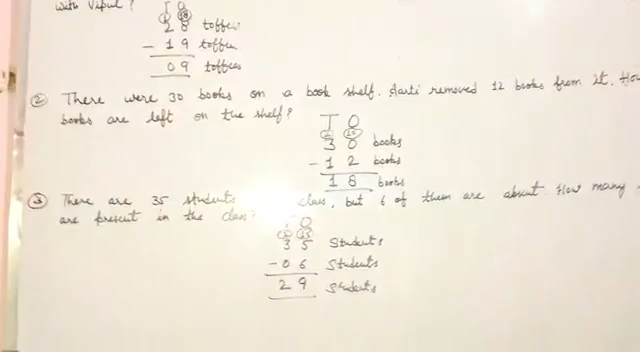 with Vipul?
T O
1 18
2 8 toffees
- 1 9 toffees
0 9 toffees
② There were 30 books on a book shelf. Aarti removed 12 books from it. How
books are left on the shelf?
T O
2 10
3 0 books
- 1 2 books
1 8 books
③ There are 35 students class, but 6 of them are absent. How many
are present in the class?
O
2 15
3 5 Students
- 0 6 Students
2 9 Students